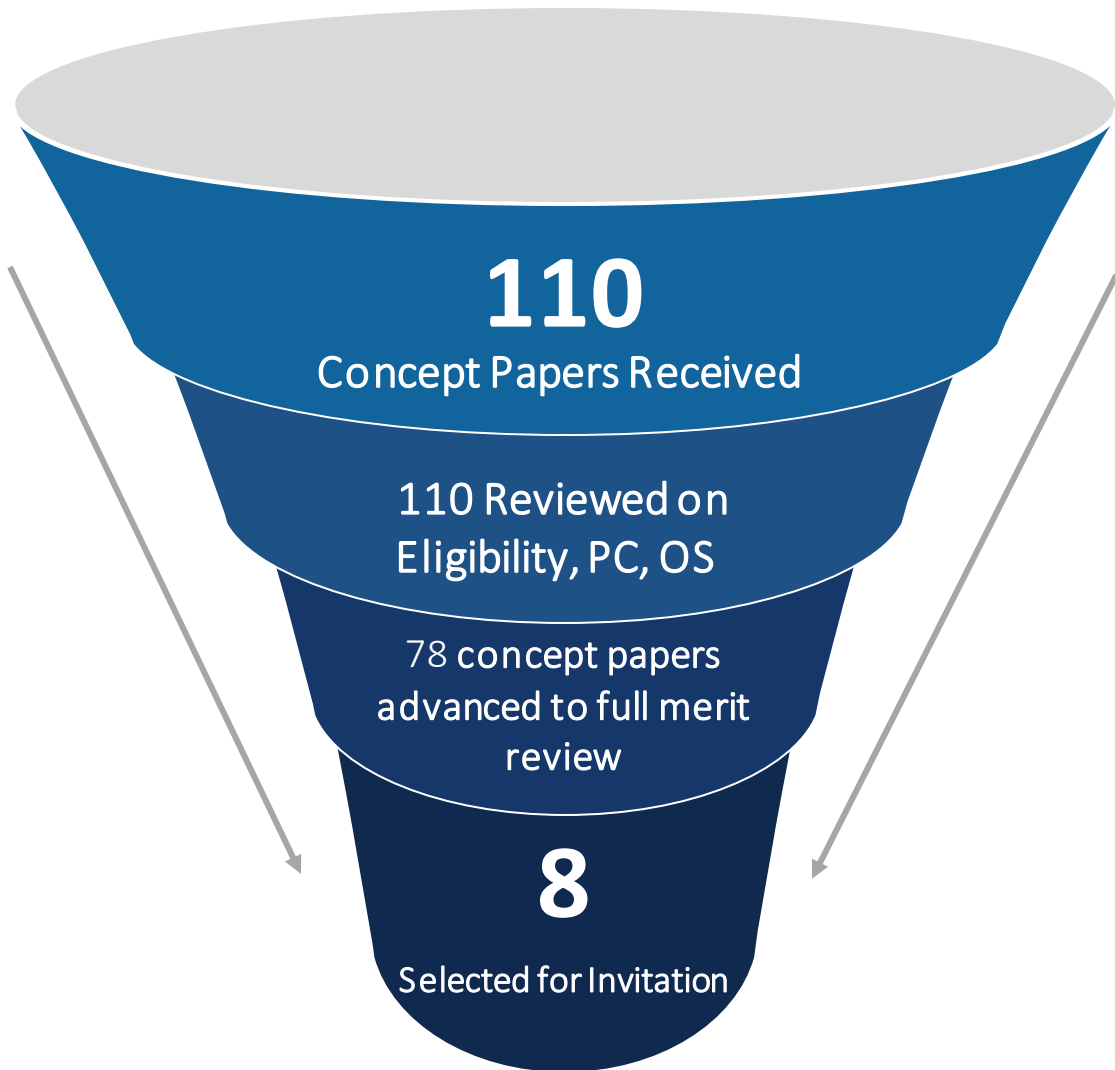 110
Concept Papers Received
110 Reviewed on
Eligibility, PC, OS
78 concept papers
advanced to full merit
review
8
Selected for Invitation